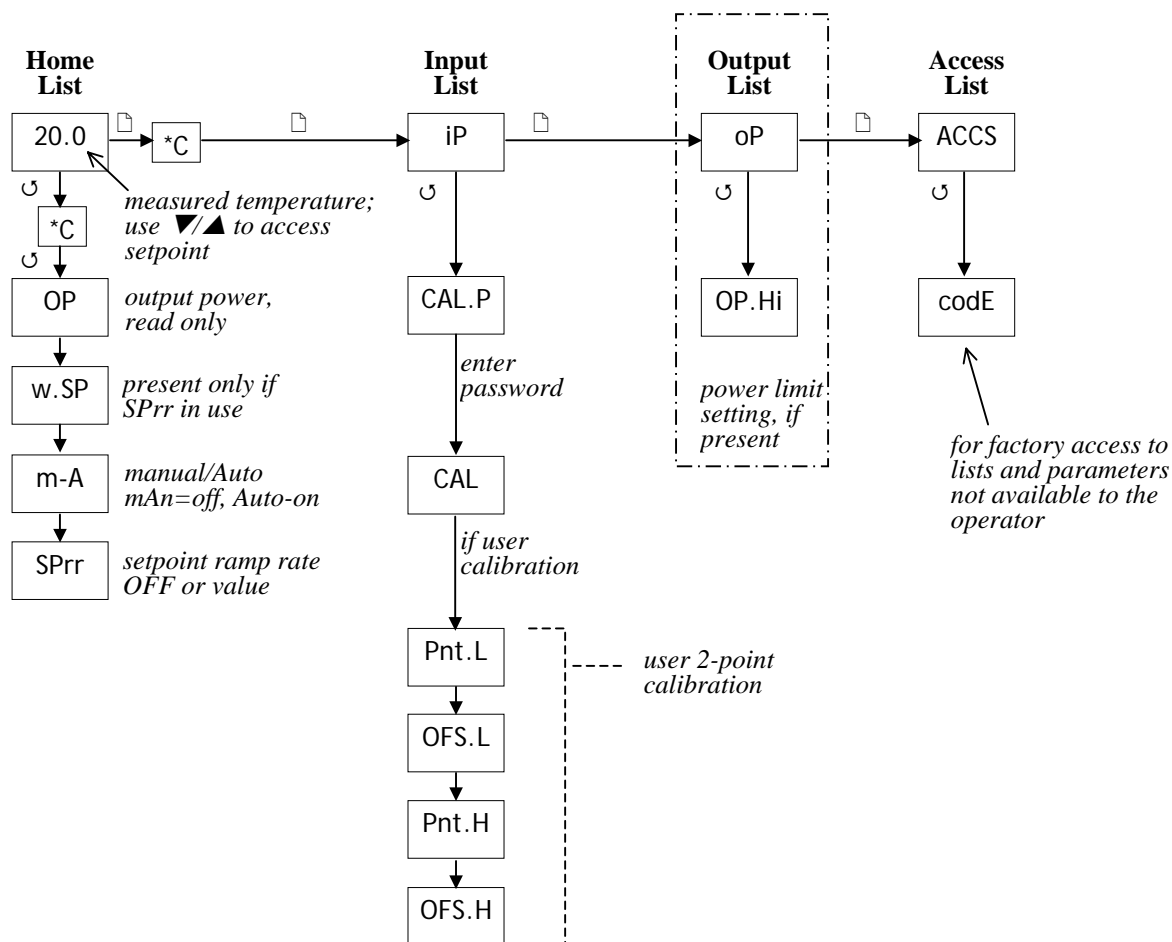 Home
List
20.0
*C
measured temperature;
use ▼/▲ to access
setpoint
*C
OP
output power,
read only
w.SP
present only if
SPrr in use
m-A
manual/Auto
mAn=off, Auto-on
SPrr
setpoint ramp rate
OFF or value
Input
List
iP
CAL.P
enter
password
CAL
if user
calibration
Pnt.L
OFS.L
Pnt.H
OFS.H
user 2-point
calibration
Output
List
oP
OP.Hi
power limit
setting, if
present
Access
List
ACCS
codE
for factory access to
lists and parameters
not available to the
operator